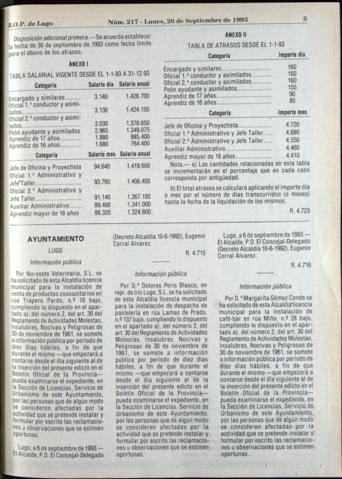 B.O.P. de Lugo
Núm. 217 - Lunes, 20 de Septiembre de 1993
5
Disposición adicional primera. — Se acuerda establecer
la fecha de 30 de septiembre de 1993 como fecha límite
para el abono de los atrasos.
ANEXO I
TABLA SALARIAL VIGENTE DESDE EL 1-1-93 A 31-12-93
Categoría Salario día Salario anual
Encargado y similares 3.140 1.428.700
Oficial 1.ª conductor y asimi-
lados 3.130 1.424.150
Oficial 2.ª conductor y asimi-
lados 3.030 1.378.650
Peón ayudante y asimilados 2.965 1.349.075
Aprendiz de 17 años 1.880 885.400
Aprendiz de 16 años 1.680 764.400
Categoría Salario mes Salario anual
Jefe de Oficina y Proyectista 94.640 1.419.600
Oficial 1.ª Administrativo y
Jefe Taller 93.760 1.406.400
Oficial 2.ª Administrativo y
Jefe Taller 91.140 1.367.100
Auxiliar Administrativo 89.400 1.341.000
Aprendiz mayor de 18 años 88.320 1.324.800
ANEXO II
TABLA DE ATRASOS DESDE EL 1-1-93
Categoría Importe día
Encargado y similares 160
Oficial 1.ª conductor y asimilados 160
Oficial 2.ª conductor y asimilados 160
Peón ayudante y asimilados 155
Aprendiz de 17 años 90
Aprendiz de 16 años 80
Categoría Importe mes
Jefe de Oficina y Proyectista 4.720
Oficial 1.ª Administrativo y Jefe Taller 4.680
Oficial 2.ª Administrativo y Jefe Taller 4.550
Auxiliar Administrativo 4.460
Aprendiz mayor de 18 años 4.410
Nota.— a) Las cantidades relacionadas en esta tabla
se incrementarán en el porcentaje que en cada caso
corresponda por antigüedad.
b) El total atrasos se calculará aplicando el importe día
o mes por el número de días transcurridos (o meses)
hasta la fecha de la liquidación de los mismos.
R. 4.723
AYUNTAMIENTO
LUGO
Información pública
Por Noroeste Veterinario, S.L. se
ha solicitado de esta Alcaldía licencia
municipal para la instalación de
venta de productos zoosanitarios en
rúa Trapero Pardo, n.º 10 bajo,
cumpliendo lo dispuesto en el apar-
tado a), del número 2, del art. 30 del
Reglamento de Actividades Molestas,
Insalubres, Nocivas y Peligrosas de
30 de noviembre de 1961, se somete
a información pública por período de
diez días hábiles, a fin de que
durante el mismo —que empezará a
contarse desde el día siguiente al de
la inserción del presente edicto en el
Boletín Oficial de la Provincia—
pueda examinarse el expediente, en
la Sección de Licencias, Servicio de
Urbanismo de este Ayuntamiento,
por las personas que de algún modo
se consideren afectadas por la
actividad que se pretende instalar y
formular por escrito las reclamacio-
nes u observaciones que se estimen
oportunas.
Lugo, a 6 de septiembre de 1993.—
El Alcalde, P.D. El Concejal-Delegado
(Decreto Alcaldía 10-6-1992), Eugenio
Corral Alvarez.
R. 4.715
Información pública
Por D.ª Dolores Peris Blasco, en
repr. de Iris Lugo, S.L. se ha solicitado
de esta Alcaldía licencia municipal
para la instalación de despacho de
pastelería en rúa Lamas de Prado,
n.º 137 bajo, cumpliendo lo dispuesto
en el apartado a), del número 2, del
art. 30 del Reglamento de Actividades
Molestas, Insalubres, Nocivas y
Peligrosas de 30 de noviembre de
1961, se somete a información
pública por período de diez días
hábiles, a fin de que durante el
mismo —que empezará a contarse
desde el día siguiente al de la
inserción del presente edicto en el
Boletín Oficial de la Provincia—
pueda examinarse el expediente, en
la Sección de Licencias, Servicio de
Urbanismo de este Ayuntamiento,
por las personas que de algún modo
se consideren afectadas por la
actividad que se pretende instalar y
formular por escrito las reclamacio-
nes u observaciones que se estimen
oportunas.
Lugo, a 6 de septiembre de 1993.—
El Alcalde, P.D. El Concejal-Delegado
(Decreto Alcaldía 10-6-1992), Eugenio
Corral Alvarez.
R. 4.716
Información pública
Por D.ª Margarita Gómez Conde se
ha solicitado de esta Alcaldía licencia
municipal para la instalación de
café-bar en rúa Miño, n.º 28 bajo,
cumpliendo lo dispuesto en el apar-
tado a), del número 2, del art. 30 del
Reglamento de Actividades Molestas,
Insalubres, Nocivas y Peligrosas de
30 de noviembre de 1961, se somete
a información pública por período de
diez días hábiles, a fin de que
durante el mismo —que empezará a
contarse desde el día siguiente al de
la inserción del presente edicto en el
Boletín Oficial de la Provincia—
pueda examinarse el expediente, en
la Sección de Licencias, Servicio de
Urbanismo de este Ayuntamiento,
por las personas que de algún modo
se consideren afectadas por la
actividad que se pretende instalar y
formular por escrito las reclamacio-
nes u observaciones que se estimen
oportunas.